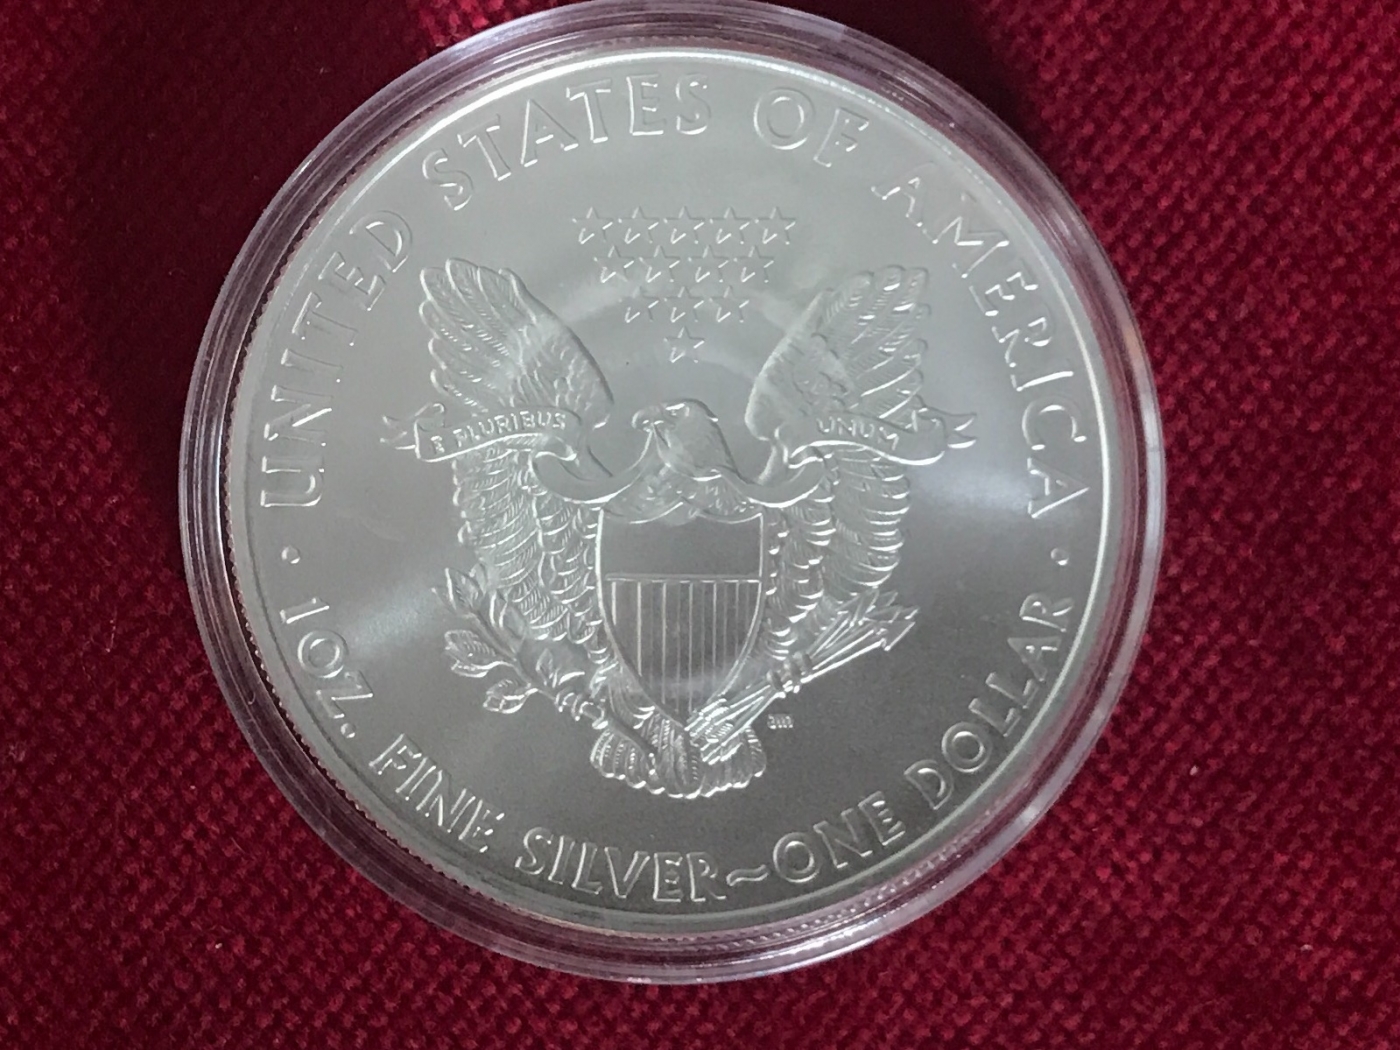 UNITED STATES OF AMERICA
E PLURIBUS UNUM
1 OZ. FINE SILVER~ONE DOLLAR